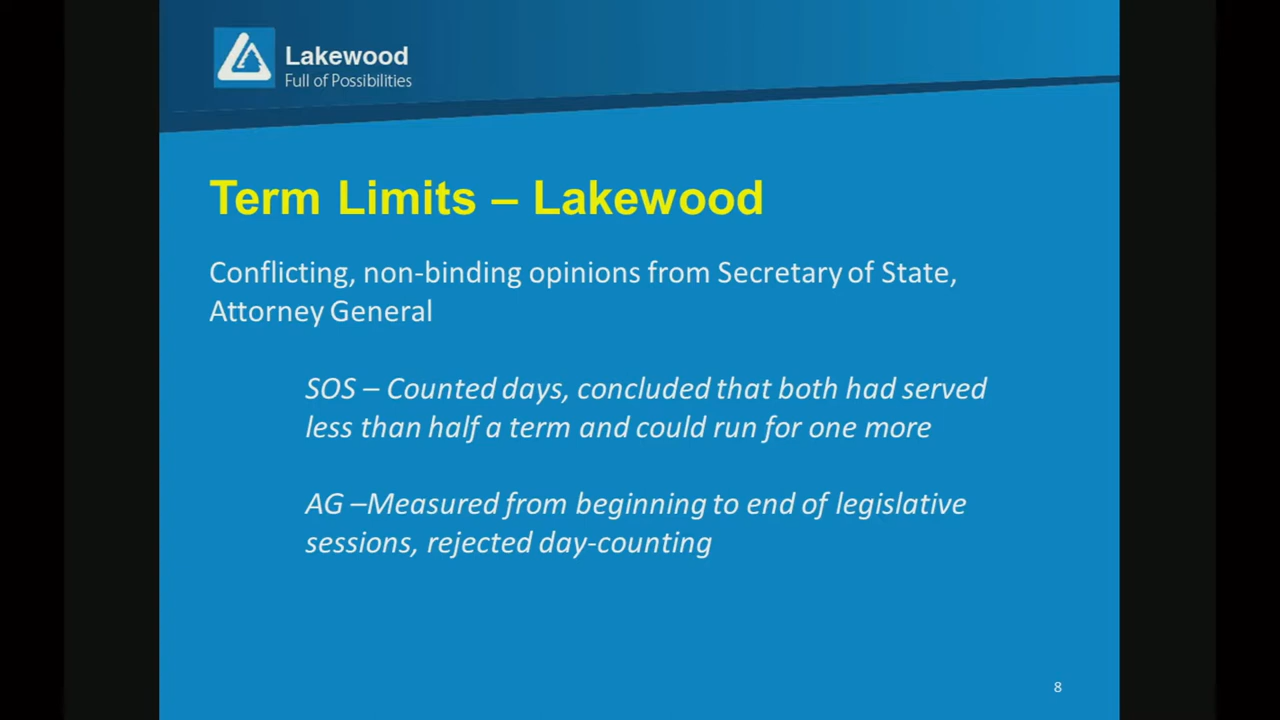 Lakewood
Full of Possibilities
Term Limits – Lakewood
Conflicting, non-binding opinions from Secretary of State,
Attorney General
SOS – Counted days, concluded that both had served
less than half a term and could run for one more
AG –Measured from beginning to end of legislative
sessions, rejected day-counting
8